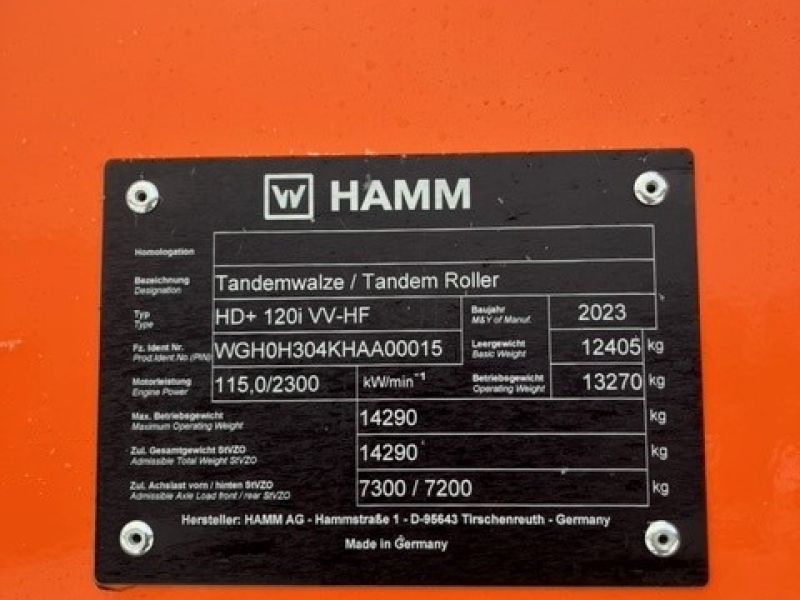 HAMM
Homologation
Bezeichnung Tandemwalze / Tandem Roller
Designation
Typ HD+ 120i VV-HF Baujahr 2023
Type M&Y of Manuf.
Fz. Ident Nr. WGH0H304KHAA00015 Leergewicht 12405 kg
Prod.Ident.No.(PIN) Basic Weight
Motorleistung 115,0/2300 kW/min⁻¹ Betriebsgewicht 13270 kg
Engine Power Operating Weight
Max. Betriebsgewicht 14290 kg
Maximum Operating Weight
Zul. Gesamtgewicht StVZO 14290 kg
Admissible Total Weight StVZO
Zul. Achslast vorn / hinten StVZO 7300 / 7200 kg
Admissible Axle Load front / rear StVZO
Hersteller: HAMM AG - Hammstraße 1 - D-95643 Tirschenreuth - Germany
Made in Germany